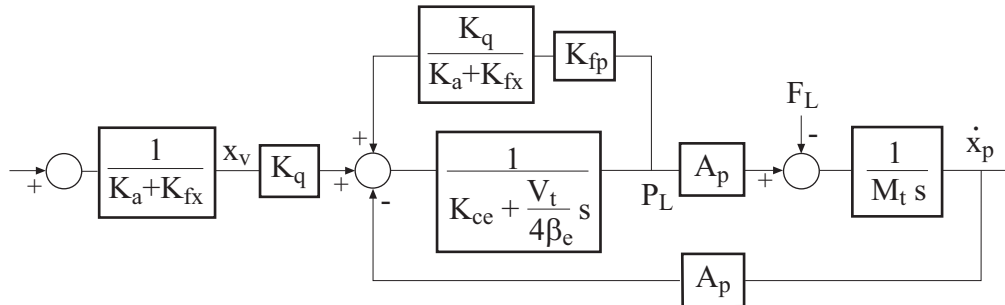 K_q
K_a+K_fx
K_fp
+
F_L
-
ẋ_p
+
1
K_a+K_fx
x_v
K_q
+
1
K_ce + V_t/4β_e s
P_L
A_p
+
1
M_t s
-
A_p